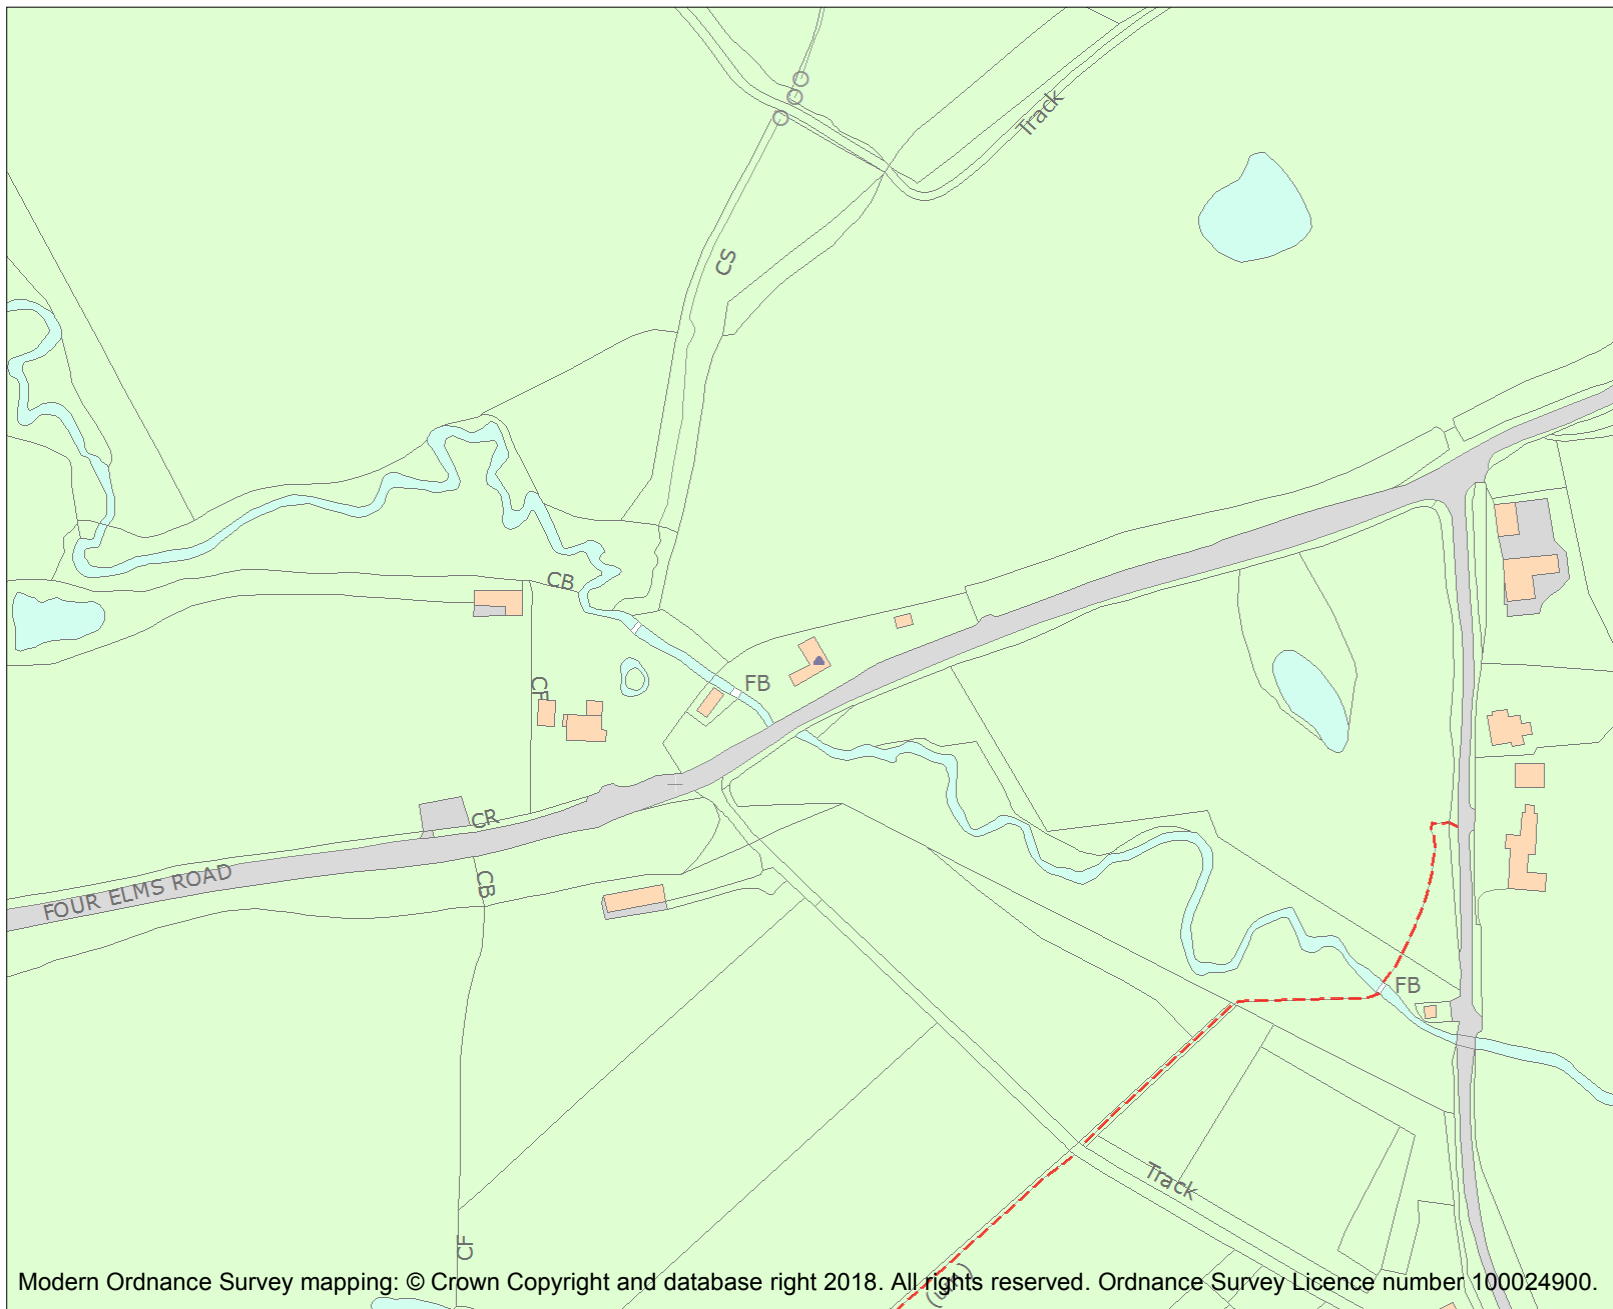 Track
CS
CB
FB
CF
CR
FOUR ELMS ROAD
CB
FB
Track
CF
Modern Ordnance Survey mapping: © Crown Copyright and database right 2018. All rights reserved. Ordnance Survey Licence number 100024900.